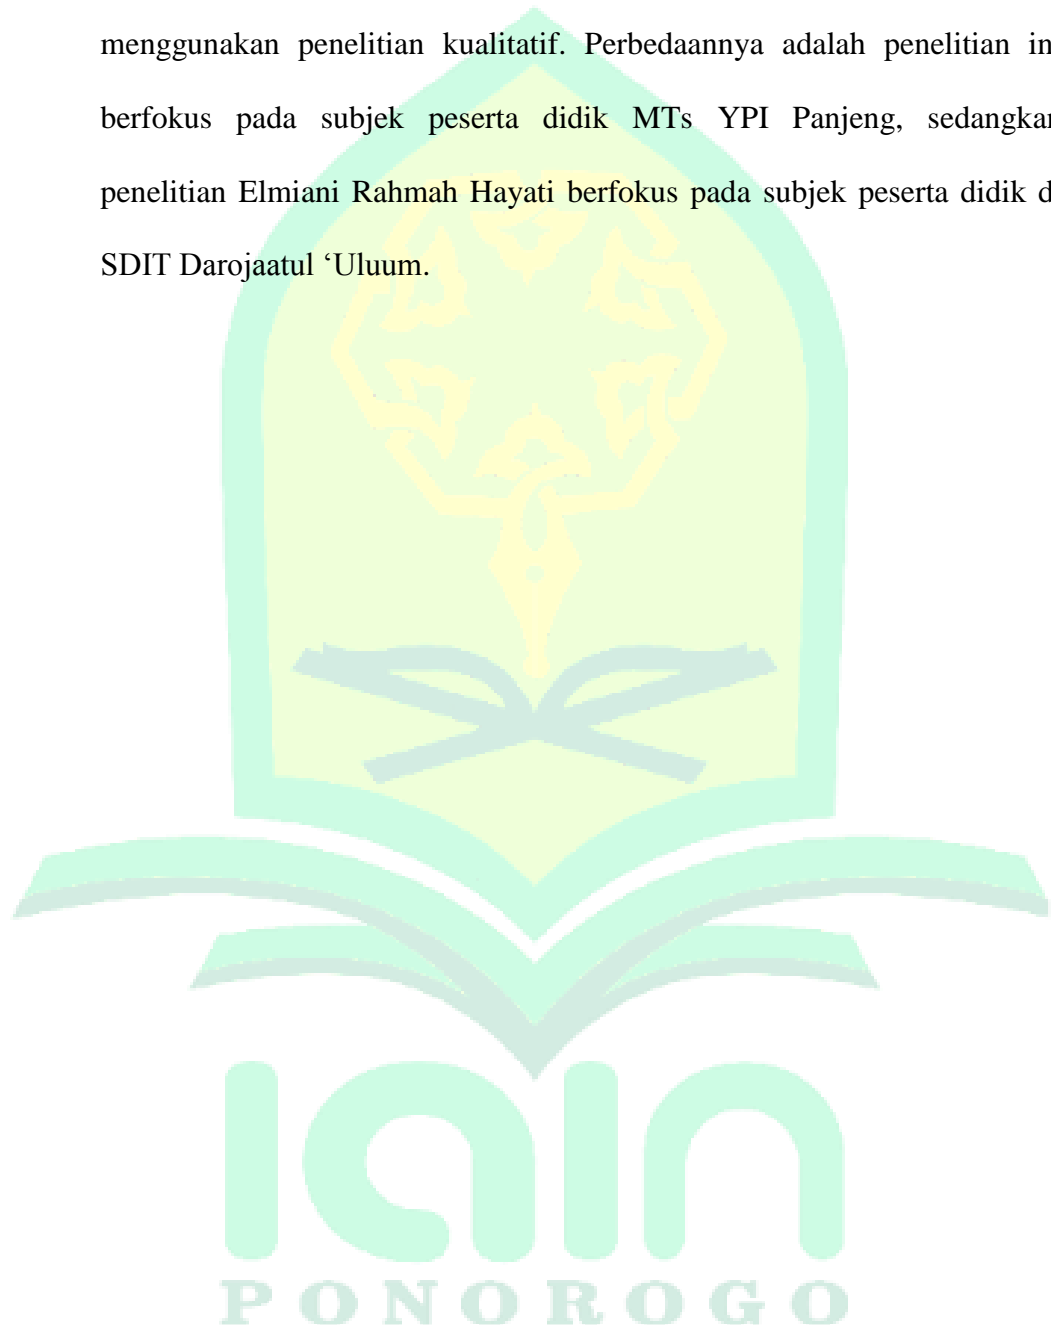 menggunakan penelitian kualitatif. Perbedaannya adalah penelitian in
berfokus pada subjek peserta didik MTs YPI Panjeng, sedangkan
penelitian Elmiani Rahmah Hayati berfokus pada subjek peserta didik d
SDIT Darojaatul ‘Uluum.
iain
PONOROGO